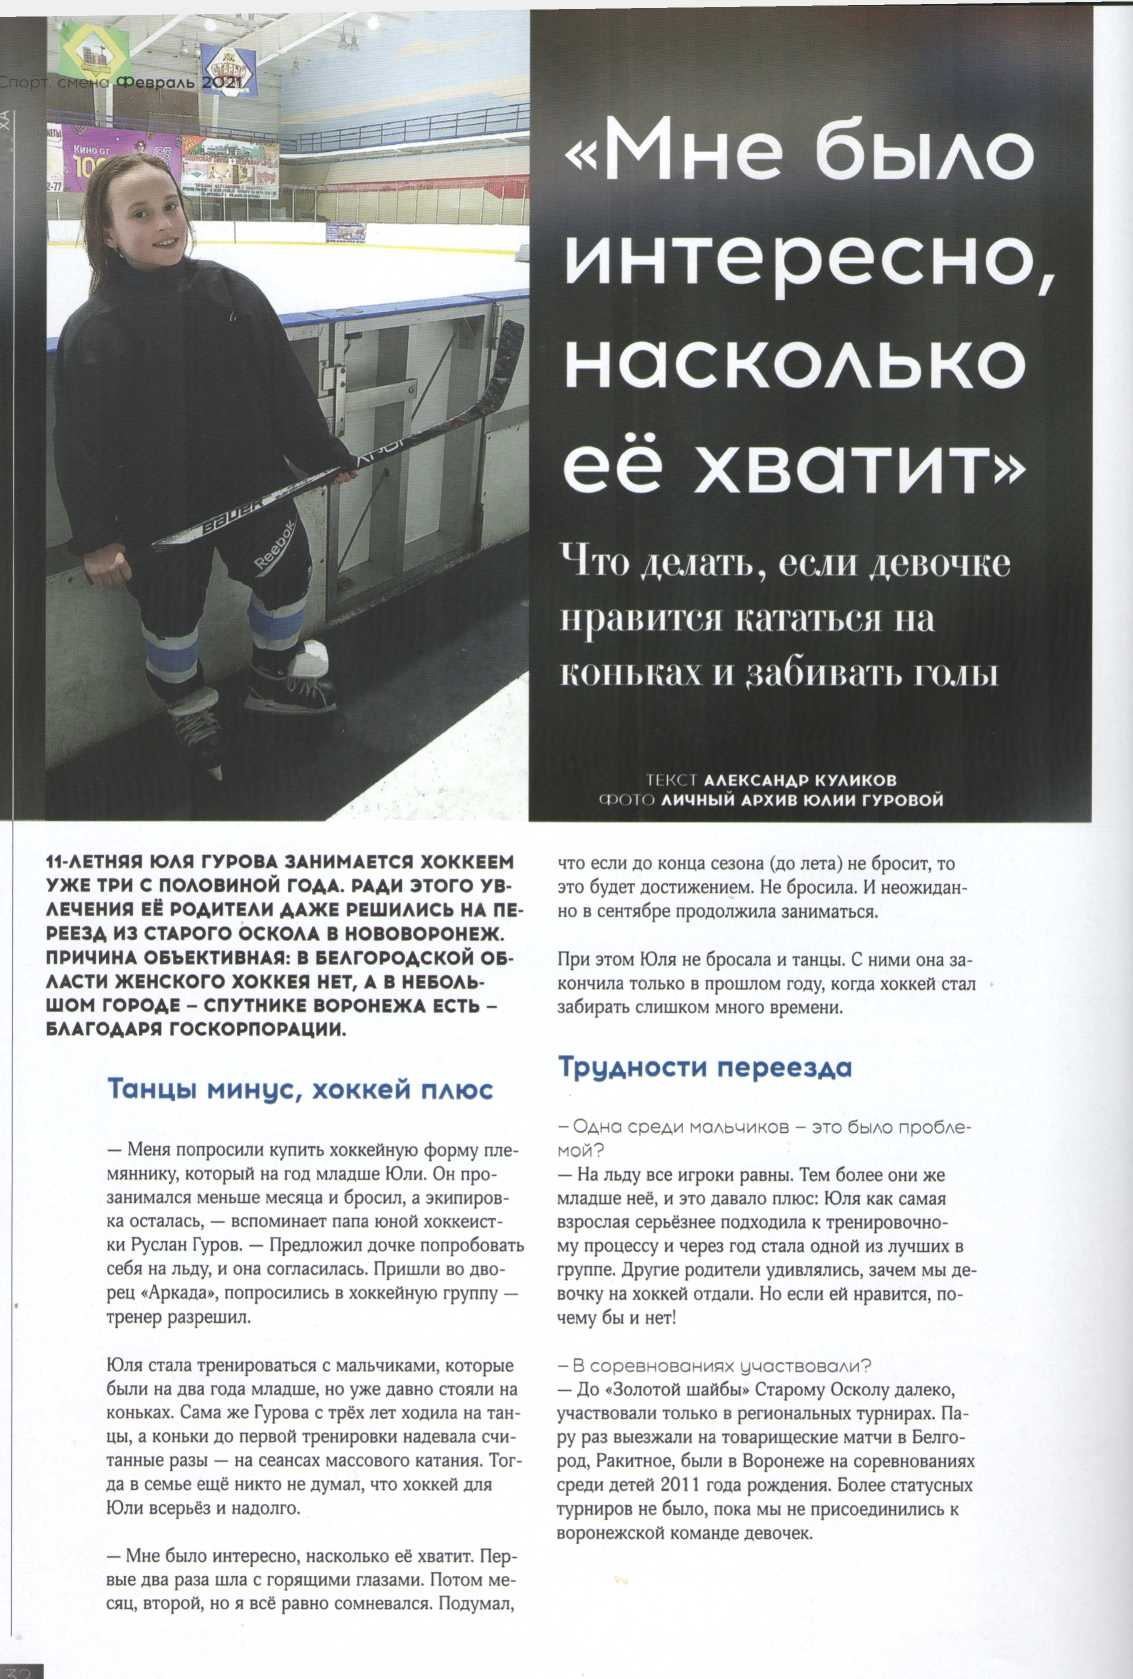 Спорт. смена Февраль 2021
СТАРТ
Кино от
100
33
2-77
ХА
BAUER
Reebok
«Мне было
интересно,
насколько
её хватит»
Что делать, если девочке
нравится кататься на
коньках и забивать голы
ТЕКСТ АЛЕКСАНДР КУЛИКОВ
ФОТО ЛИЧНЫЙ АРХИВ ЮЛИИ ГУРОВОЙ
11-ЛЕТНЯЯ ЮЛЯ ГУРОВА ЗАНИМАЕТСЯ ХОККЕЕМ
УЖЕ ТРИ С ПОЛОВИНОЙ ГОДА. РАДИ ЭТОГО УВ-
ЛЕЧЕНИЯ ЕЁ РОДИТЕЛИ ДАЖЕ РЕШИЛИСЬ НА ПЕ-
РЕЕЗД ИЗ СТАРОГО ОСКОЛА В НОВОВОРОНЕЖ.
ПРИЧИНА ОБЪЕКТИВНАЯ: В БЕЛГОРОДСКОЙ ОБ-
ЛАСТИ ЖЕНСКОГО ХОККЕЯ НЕТ, А В НЕБОЛЬ-
ШОМ ГОРОДЕ – СПУТНИКЕ ВОРОНЕЖА ЕСТЬ –
БЛАГОДАРЯ ГОСКОРПОРАЦИИ.
Танцы минус, хоккей плюс
— Меня попросили купить хоккейную форму пле-
мяннику, который на год младше Юли. Он про-
занимался меньше месяца и бросил, а экипиров-
ка осталась, — вспоминает папа юной хоккеист-
ки Руслан Гуров. — Предложил дочке попробовать
себя на льду, и она согласилась. Пришли во дво-
рец «Аркада», попросились в хоккейную группу —
тренер разрешил.
Юля стала тренироваться с мальчиками, которые
были на два года младше, но уже давно стояли на
коньках. Сама же Гурова с трёх лет ходила на тан-
цы, а коньки до первой тренировки надевала счи-
танные разы — на сеансах массового катания. Тог-
да в семье ещё никто не думал, что хоккей для
Юли всерьёз и надолго.
— Мне было интересно, насколько её хватит. Пер-
вые два раза шла с горящими глазами. Потом ме-
сяц, второй, но я всё равно сомневался. Подумал,
что если до конца сезона (до лета) не бросит, то
это будет достижением. Не бросила. И неожидан-
но в сентябре продолжила заниматься.
При этом Юля не бросала и танцы. С ними она за-
кончила только в прошлом году, когда хоккей стал
забирать слишком много времени.
Трудности переезда
– Одна среди мальчиков – это было пробле-
мой?
— На льду все игроки равны. Тем более они же
младше неё, и это давало плюс: Юля как самая
взрослая серьёзнее подходила к тренировочно-
му процессу и через год стала одной из лучших в
группе. Другие родители удивлялись, зачем мы де-
вочку на хоккей отдали. Но если ей нравится, по-
чему бы и нет!
– В соревнованиях участвовали?
— До «Золотой шайбы» Старому Осколу далеко,
участвовали только в региональных турнирах. Па-
ру раз выезжали на товарищеские матчи в Белго-
род, Ракитное, были в Воронеже на соревнованиях
среди детей 2011 года рождения. Более статусных
турниров не было, пока мы не присоединились к
воронежской команде девочек.
32